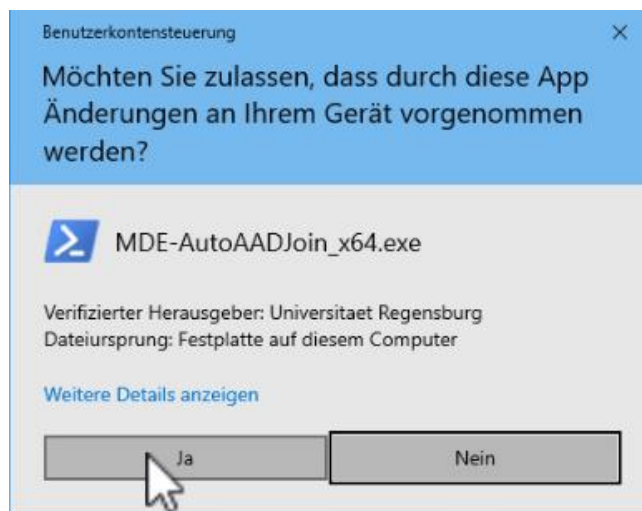 Benutzerkontensteuerung
Möchten Sie zulassen, dass durch diese App
Änderungen an Ihrem Gerät vorgenommen
werden?
MDE-AutoAADJoin_x64.exe
Verifizierter Herausgeber: Universitaet Regensburg
Dateiursprung: Festplatte auf diesem Computer
Weitere Details anzeigen
Ja
Nein